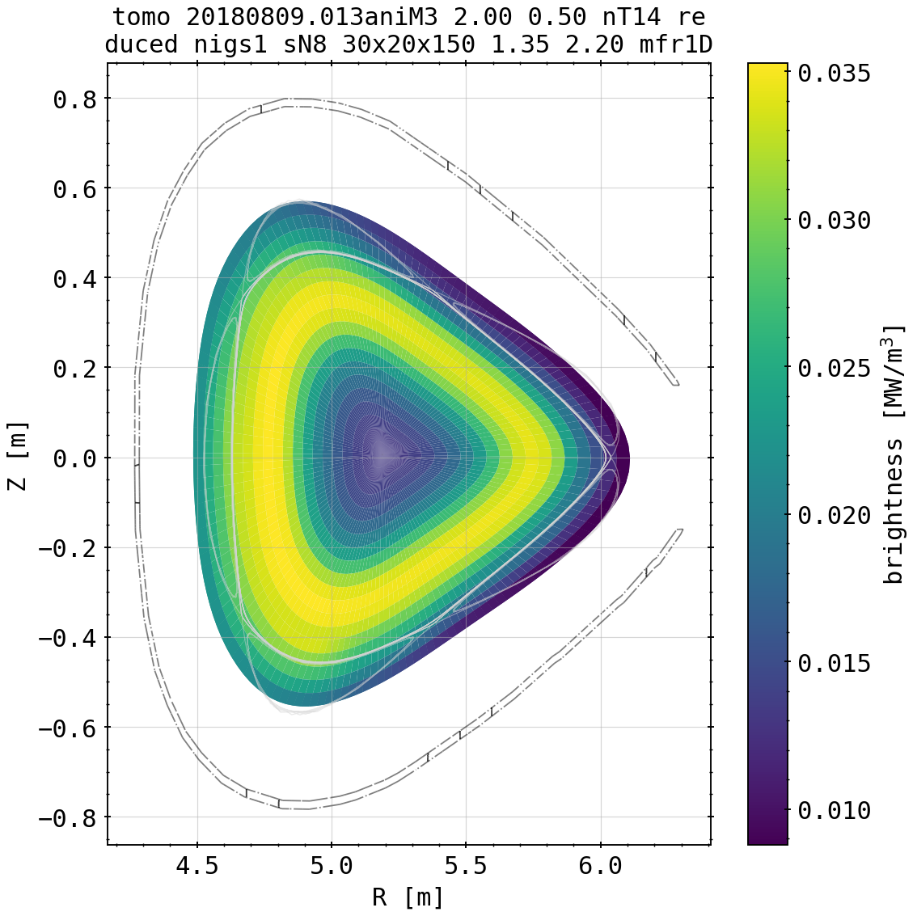 tomo 20180809.013aniM3 2.00 0.50 nT14 re
duced nigs1 sN8 30x20x150 1.35 2.20 mfr1D
0.8
0.6
0.4
0.2
0.0
−0.2
−0.4
−0.6
−0.8
Z [m]
4.5 5.0 5.5 6.0
R [m]
0.035
0.030
0.025
0.020
0.015
0.010
brightness [MW/m³]